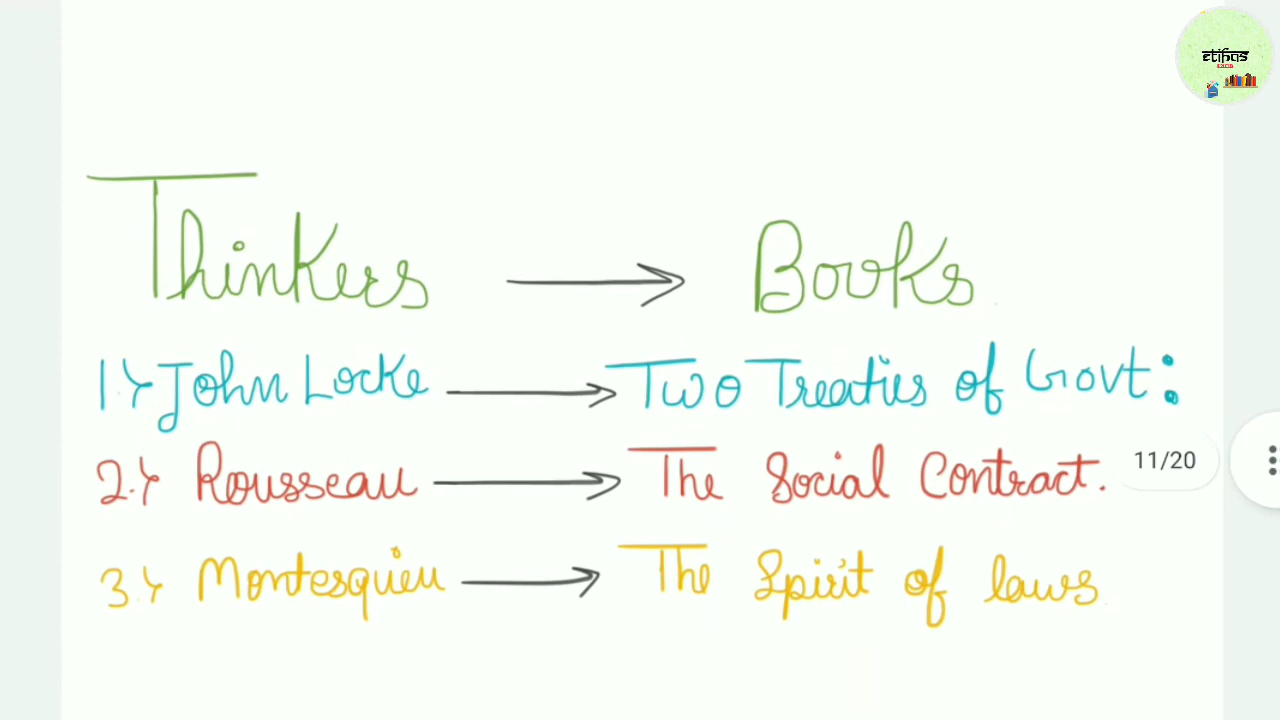 etihas
Thinkers → Books
1.> John Locke → Two Treaties of Govt:
2.> Rousseau → The Social Contract.
11/20
3.> Montesquieu → The Spirit of laws